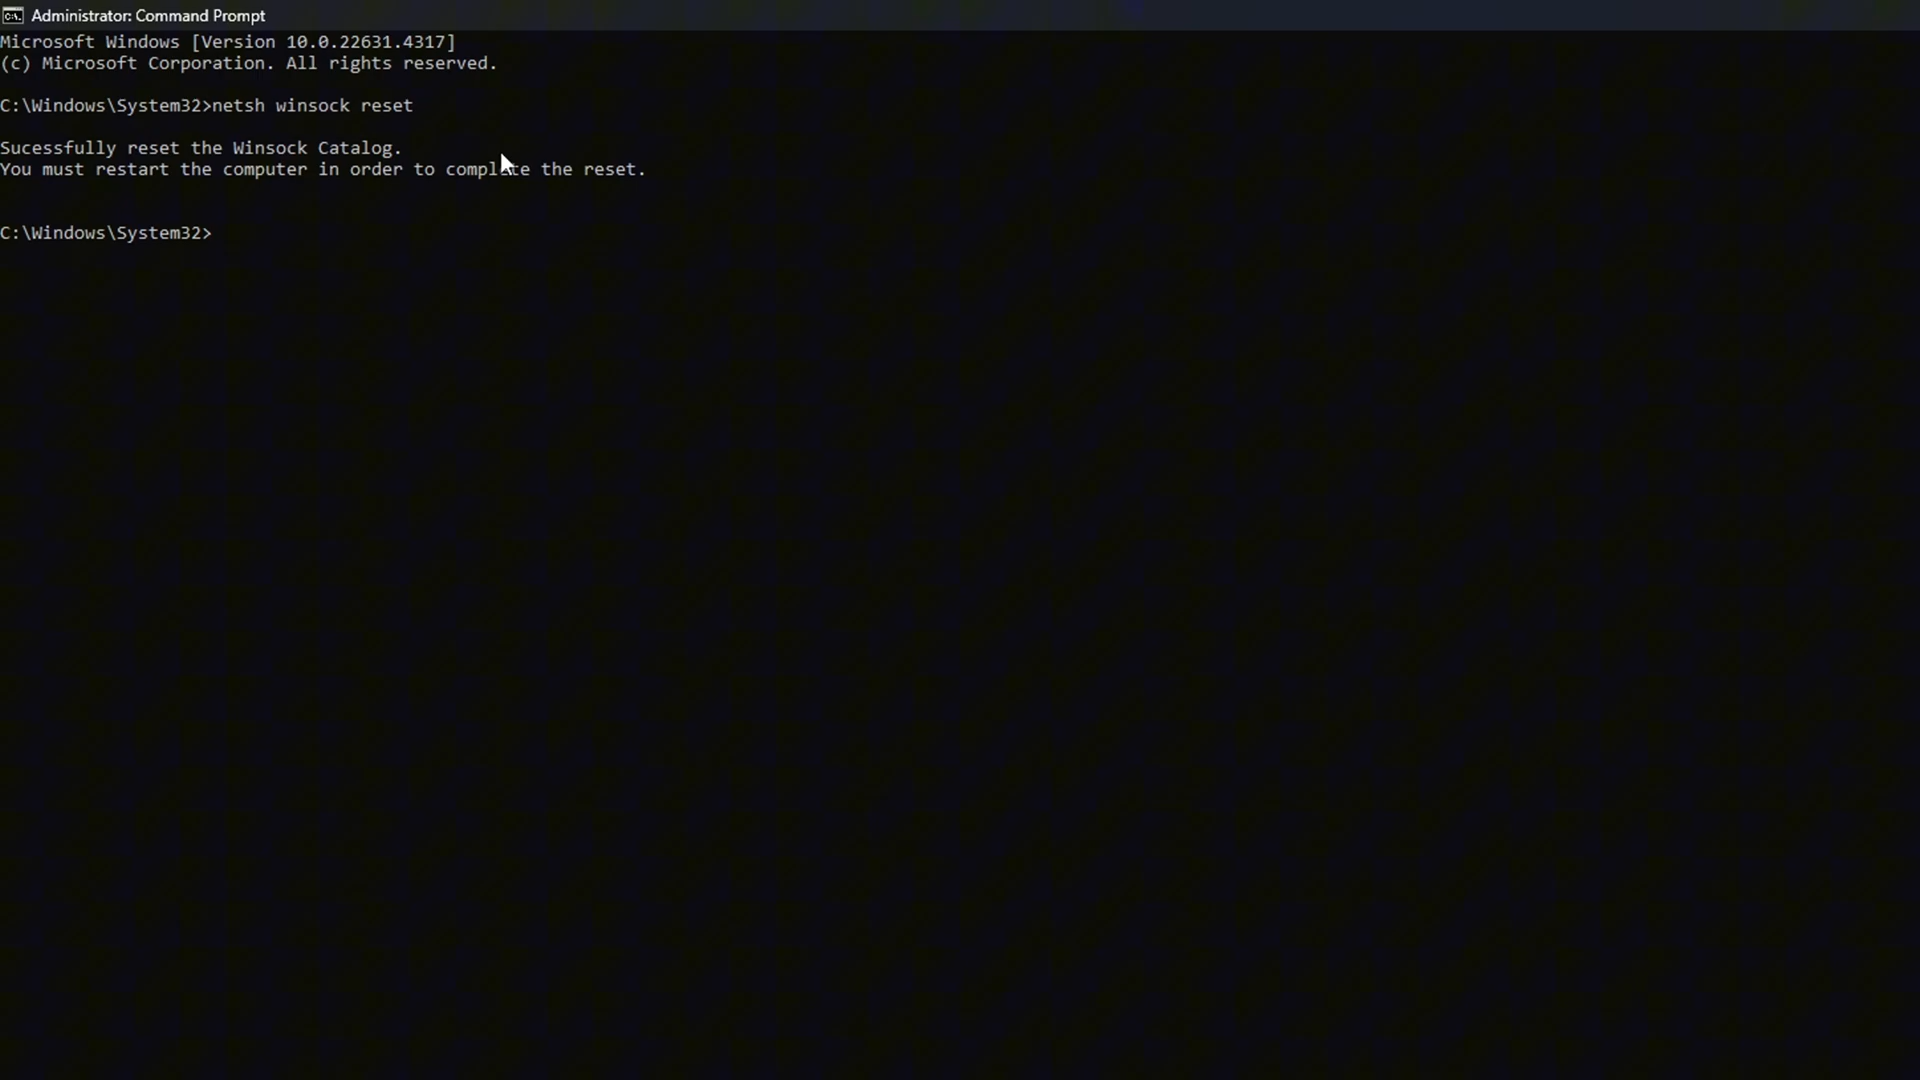 Administrator: Command Prompt
Microsoft Windows [Version 10.0.22631.4317]
(c) Microsoft Corporation. All rights reserved.
C:\Windows\System32>netsh winsock reset
Sucessfully reset the Winsock Catalog.
You must restart the computer in order to complete the reset.
C:\Windows\System32>